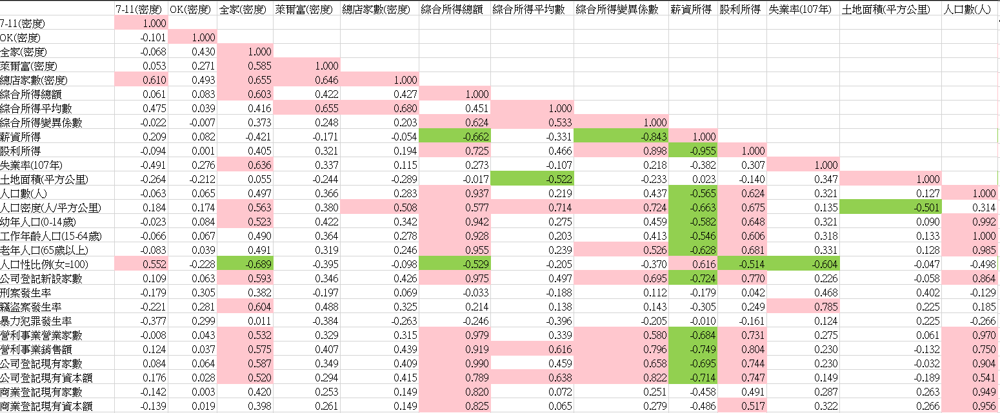 7-11(密度) OK(密度) 全家(密度) 萊爾富(密度) 總店家數(密度) 綜合所得總額 綜合所得平均數 綜合所得變異係數 薪資所得 股利所得 失業率(107年) 土地面積(平方公里) 人口數(人)
7-11(密度) 1.000
OK(密度) -0.101 1.000
全家(密度) -0.068 0.430 1.000
萊爾富(密度) 0.053 0.271 0.585 1.000
總店家數(密度) 0.610 0.493 0.655 0.646 1.000
綜合所得總額 0.061 0.083 0.603 0.422 0.427 1.000
綜合所得平均數 0.475 0.039 0.416 0.655 0.680 0.451 1.000
綜合所得變異係數 -0.022 -0.007 0.373 0.248 0.203 0.624 0.533 1.000
薪資所得 0.209 0.082 -0.421 -0.171 -0.054 -0.662 -0.331 -0.843 1.000
股利所得 -0.094 0.001 0.405 0.321 0.194 0.725 0.466 0.898 -0.955 1.000
失業率(107年) -0.491 0.276 0.636 0.337 0.115 0.273 -0.107 0.218 -0.382 0.307 1.000
土地面積(平方公里) -0.264 -0.212 0.055 -0.244 -0.289 -0.017 -0.522 -0.233 0.023 -0.140 0.347 1.000
人口數(人) -0.063 0.065 0.497 0.366 0.283 0.937 0.219 0.437 -0.565 0.624 0.321 0.127 1.000
人口密度(人/平方公里) 0.184 0.174 0.563 0.380 0.508 0.577 0.714 0.724 -0.663 0.675 0.135 -0.501 0.314
幼年人口(0-14歲) -0.023 0.084 0.523 0.422 0.342 0.942 0.275 0.459 -0.582 0.648 0.321 0.090 0.992
工作年齡人口(15-64歲) -0.066 0.067 0.490 0.364 0.278 0.928 0.203 0.413 -0.546 0.606 0.318 0.133 1.000
老年人口(65歲以上) -0.083 0.039 0.491 0.319 0.246 0.955 0.239 0.526 -0.628 0.681 0.331 0.128 0.985
人口性比例(女=100) 0.552 -0.228 -0.689 -0.395 -0.098 -0.529 -0.205 -0.370 0.616 -0.514 -0.604 -0.047 -0.498
公司登記新設家數 0.109 0.063 0.593 0.346 0.426 0.975 0.497 0.695 -0.724 0.770 0.226 -0.058 0.864
刑案發生率 -0.179 0.305 0.382 -0.197 0.069 -0.033 -0.188 0.112 -0.179 0.042 0.468 0.402 -0.129
竊盜案發生率 -0.221 0.281 0.604 0.488 0.325 0.214 0.138 0.143 -0.305 0.249 0.785 0.225 0.185
暴力犯罪發生率 -0.377 0.299 0.011 -0.384 -0.263 -0.246 -0.396 -0.205 -0.010 -0.161 0.124 0.225 -0.266
營利事業營業家數 -0.008 0.043 0.532 0.329 0.315 0.979 0.339 0.580 -0.684 0.731 0.275 0.061 0.970
營利事業銷售額 0.124 0.037 0.575 0.407 0.439 0.919 0.616 0.796 -0.749 0.804 0.230 -0.132 0.750
公司登記現有家數 0.084 0.064 0.587 0.349 0.409 0.990 0.459 0.658 -0.695 0.744 0.230 -0.032 0.904
公司登記現有資本額 0.176 0.028 0.520 0.294 0.415 0.789 0.638 0.822 -0.714 0.747 0.149 -0.189 0.541
商業登記現有家數 -0.142 0.003 0.420 0.253 0.149 0.820 0.072 0.251 -0.458 0.491 0.287 0.263 0.949
商業登記現有資本額 -0.139 0.019 0.398 0.261 0.149 0.825 0.065 0.279 -0.486 0.517 0.322 0.266 0.956